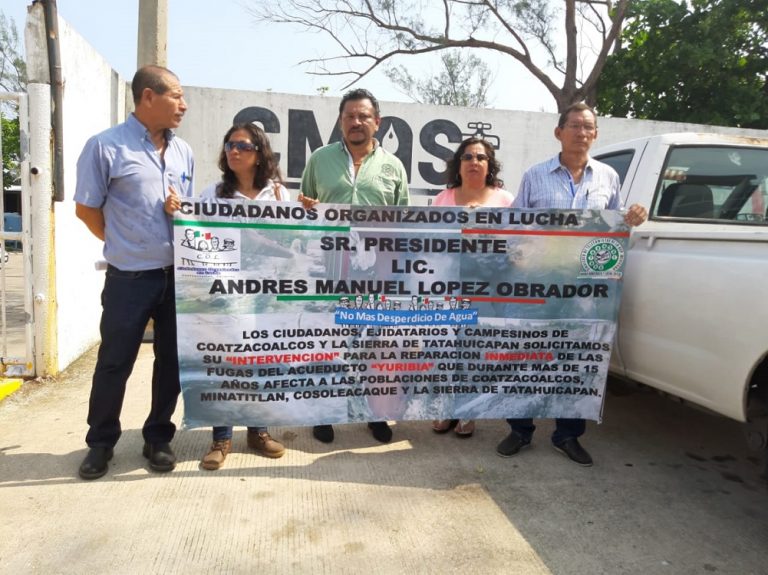 CMAS
CIUDADANOS ORGANIZADOS EN LUCHA
C.O.L
SR. PRESIDENTE
LIC.
ANDRES MANUEL LOPEZ OBRADOR
"No Mas Desperdicio De Agua"
LOS CIUDADANOS, EJIDATARIOS Y CAMPESINOS DE
COATZACOALCOS Y LA SIERRA DE TATAHUICAPAN SOLICITAMOS
SU "INTERVENCION" PARA LA REPARACION INMEDIATA DE LAS
FUGAS DEL ACUEDUCTO "YURIBIA" QUE DURANTE MAS DE 15
AÑOS AFECTA A LAS POBLACIONES DE COATZACOALCOS,
MINATITLAN, COSOLEACAQUE Y LA SIERRA DE TATAHUICAPAN.